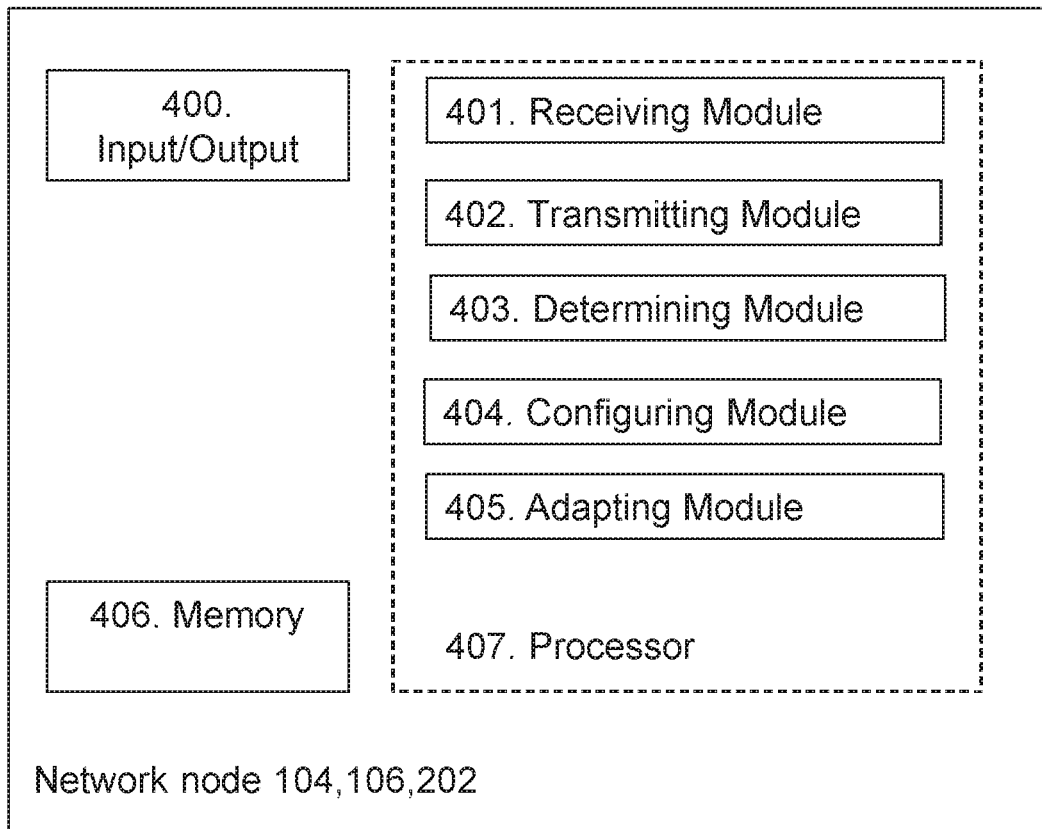 400.
Input/Output
401. Receiving Module
402. Transmitting Module
403. Determining Module
404. Configuring Module
405. Adapting Module
406. Memory
407. Processor
Network node 104,106,202